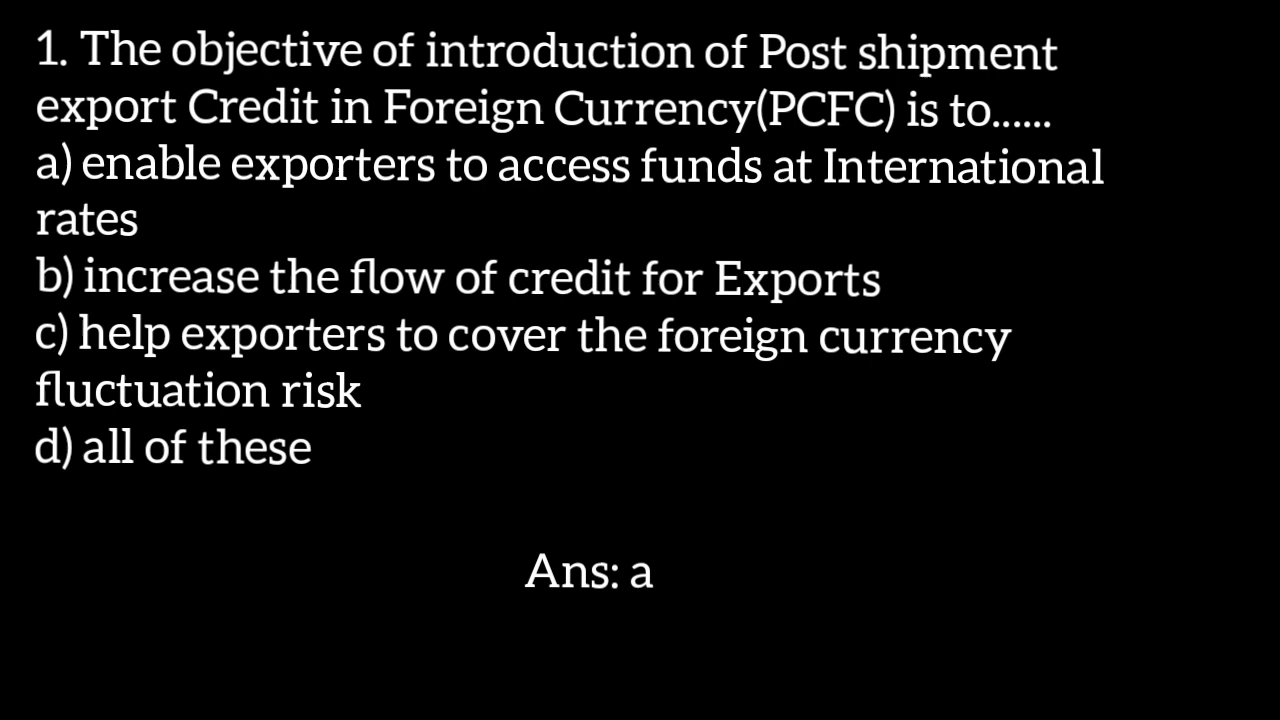 1. The objective of introduction of Post shipment
export Credit in Foreign Currency(PCFC) is to......
a) enable exporters to access funds at International
rates
b) increase the flow of credit for Exports
c) help exporters to cover the foreign currency
fluctuation risk
d) all of these
Ans: a